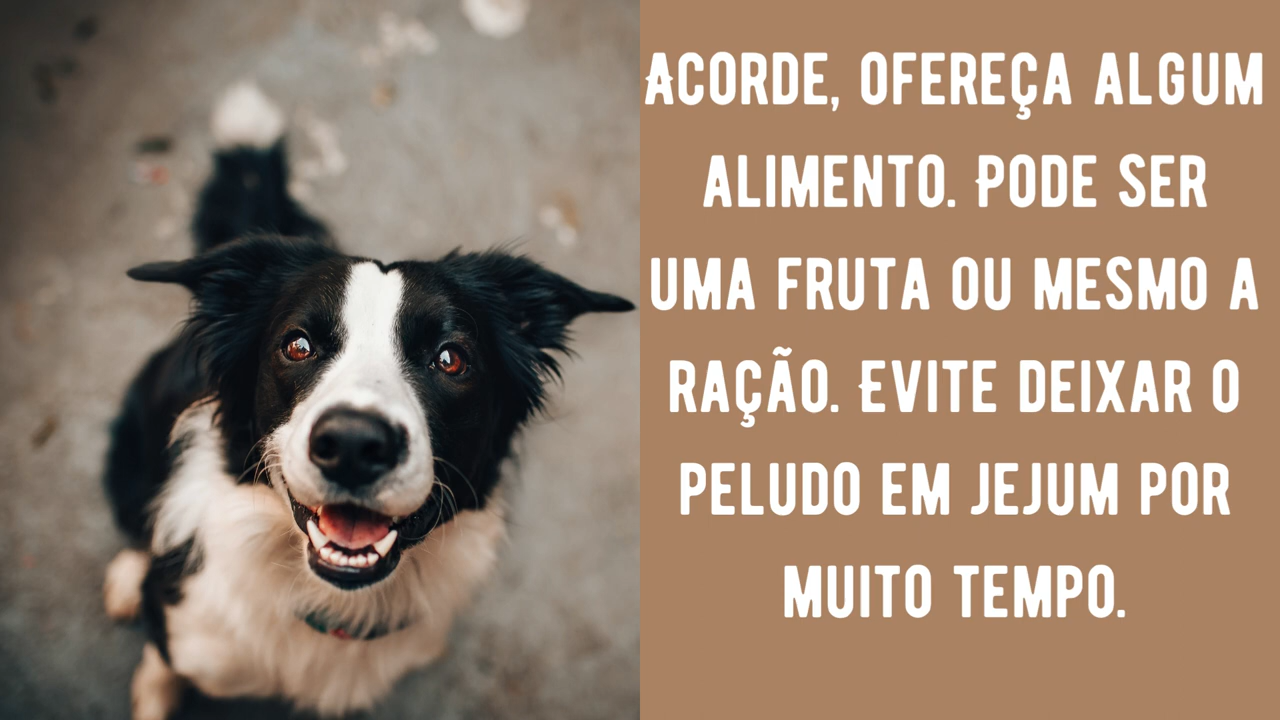 Acorde, ofereça algum
alimento. Pode ser
uma fruta ou mesmo a
ração. Evite deixar o
peludo em jejum por
muito tempo.